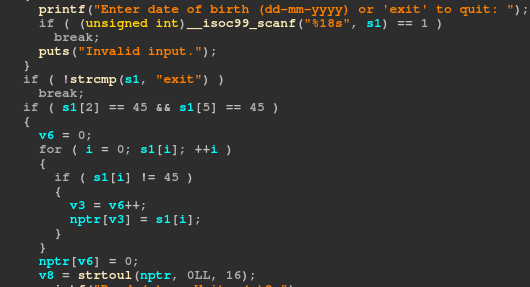 printf("Enter date of birth (dd-mm-yyyy) or 'exit' to quit: ");
if ( (unsigned int)__isoc99_scanf("%18s", s1) == 1 )
break;
puts("Invalid input.");
}
if ( !strcmp(s1, "exit") )
break;
if ( s1[2] == 45 && s1[5] == 45 )
{
v6 = 0;
for ( i = 0; s1[i]; ++i )
{
if ( s1[i] != 45 )
{
v3 = v6++;
nptr[v3] = s1[i];
}
}
nptr[v6] = 0;
v8 = strtoul(nptr, 0LL, 16);